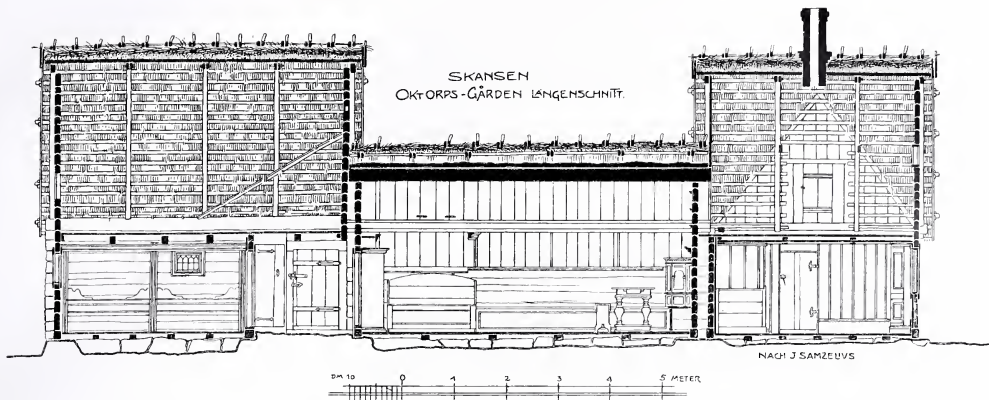 SKANSEN
OKTORPS-GÅRDEN LÄNGENSCHNITT.
NACH J SAMZELIUS
DM 10 0 1 2 3 4 5 METER